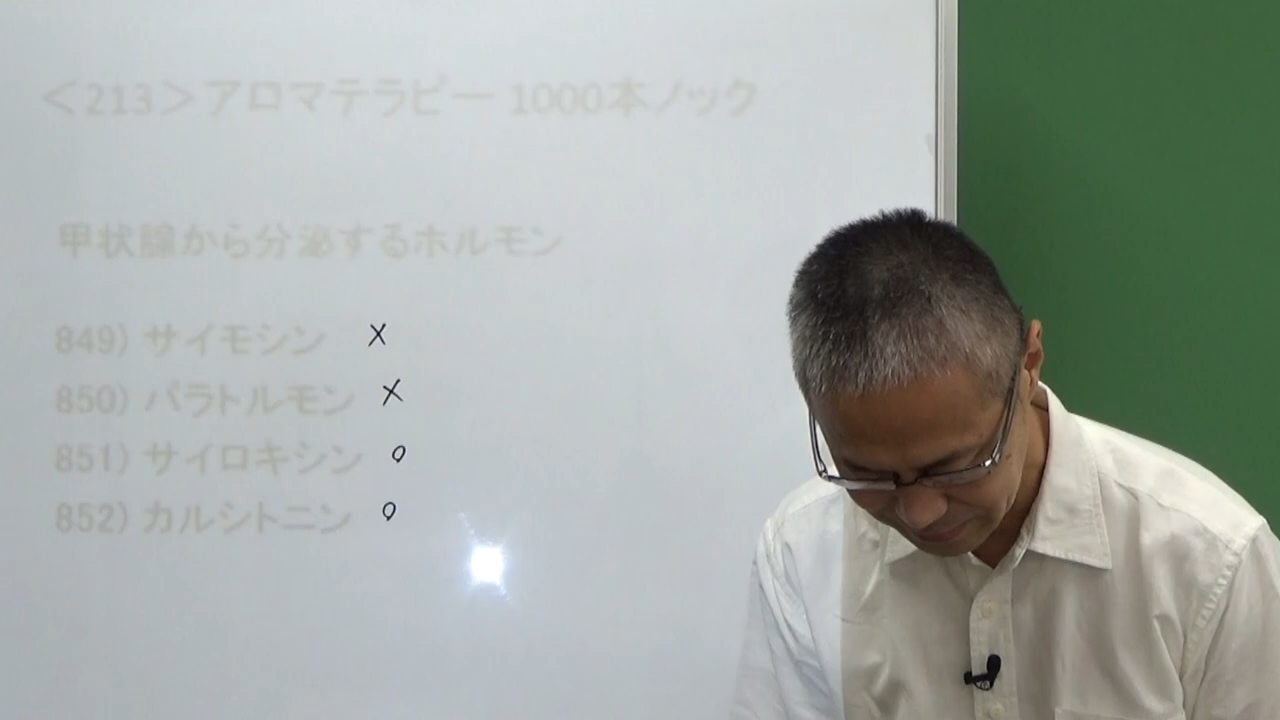 ＜213＞アロマテラピー 1000本ノック
甲状腺から分泌するホルモン
849) サイモシン ×
850) パラトルモン ×
851) サイロキシン ○
852) カルシトニン ○